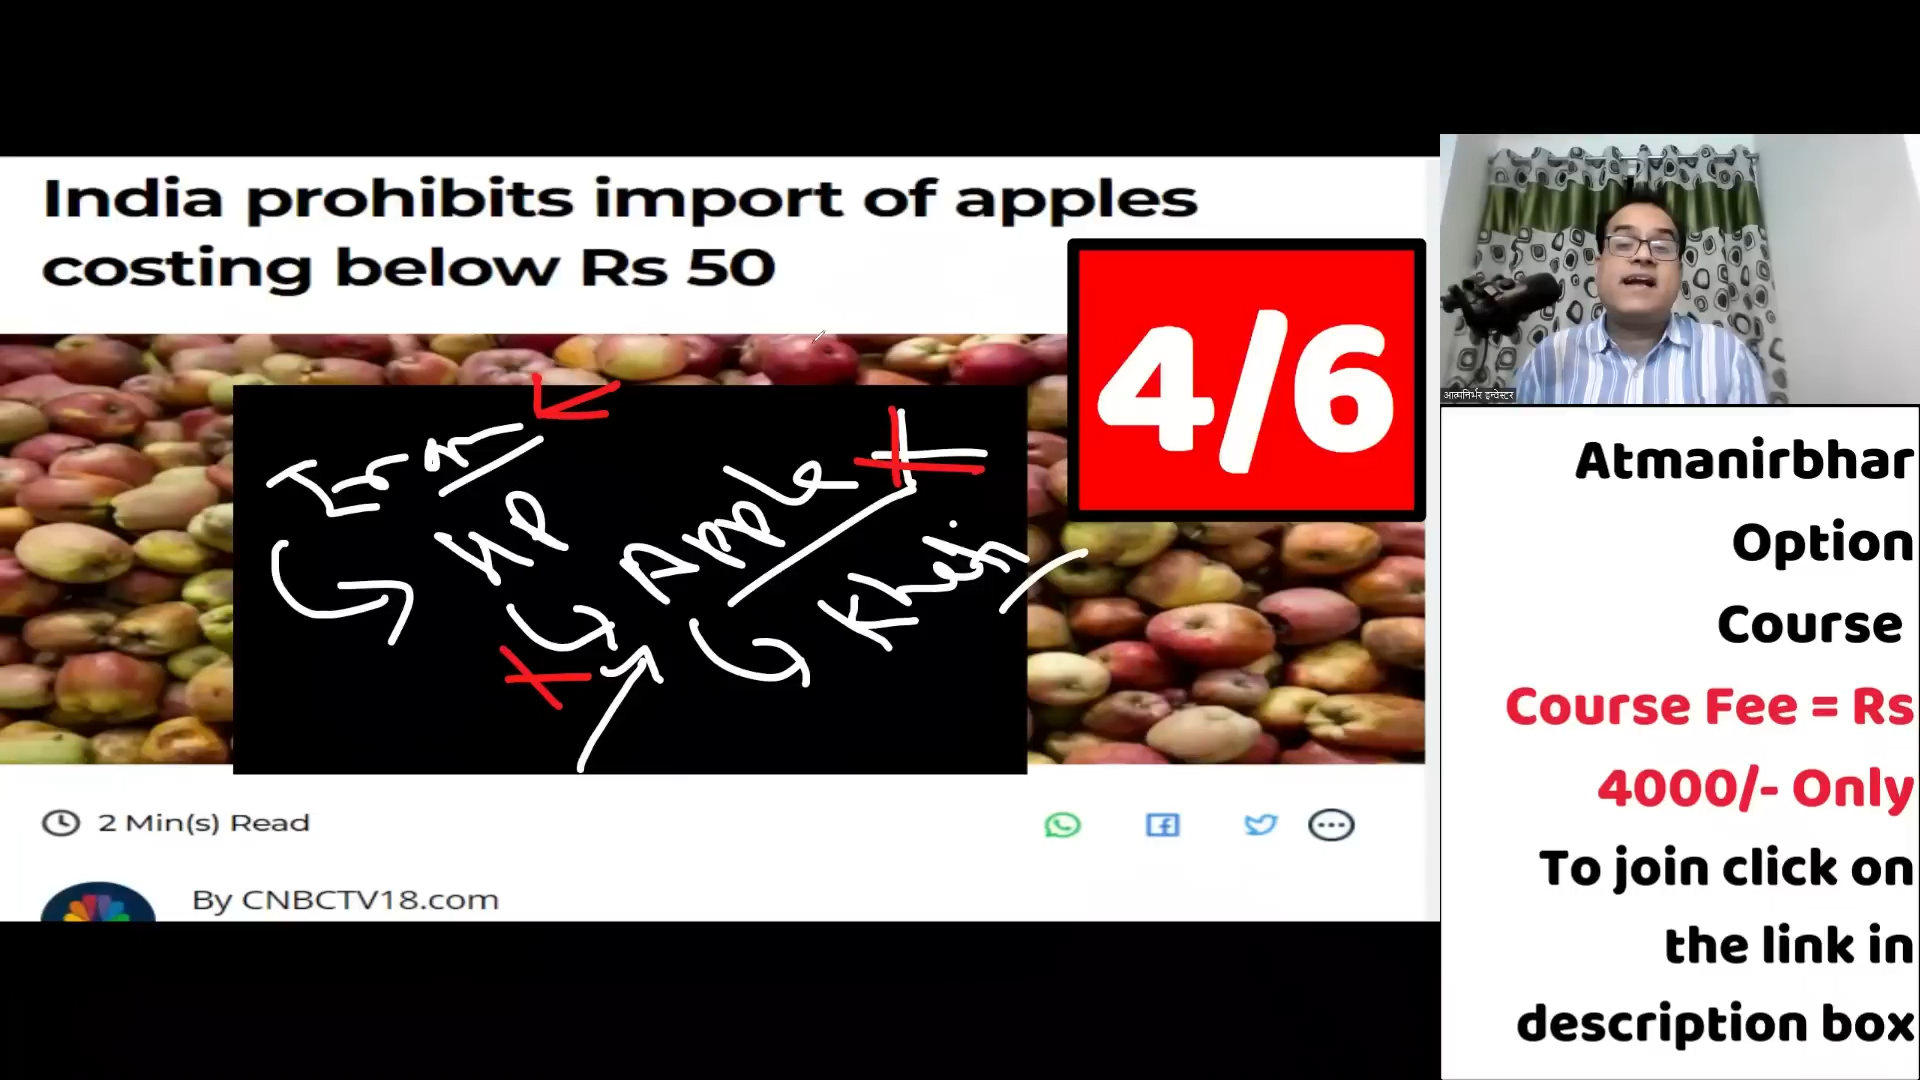 India prohibits import of apples
costing below Rs 50
4/6
Iran
HP
Apple
Kheti
2 Min(s) Read
By CNBCTV18.com
आत्मनिर्भर इन्वेस्टर
Atmanirbhar
Option
Course
Course Fee = Rs
4000/- Only
To join click on
the link in
description box